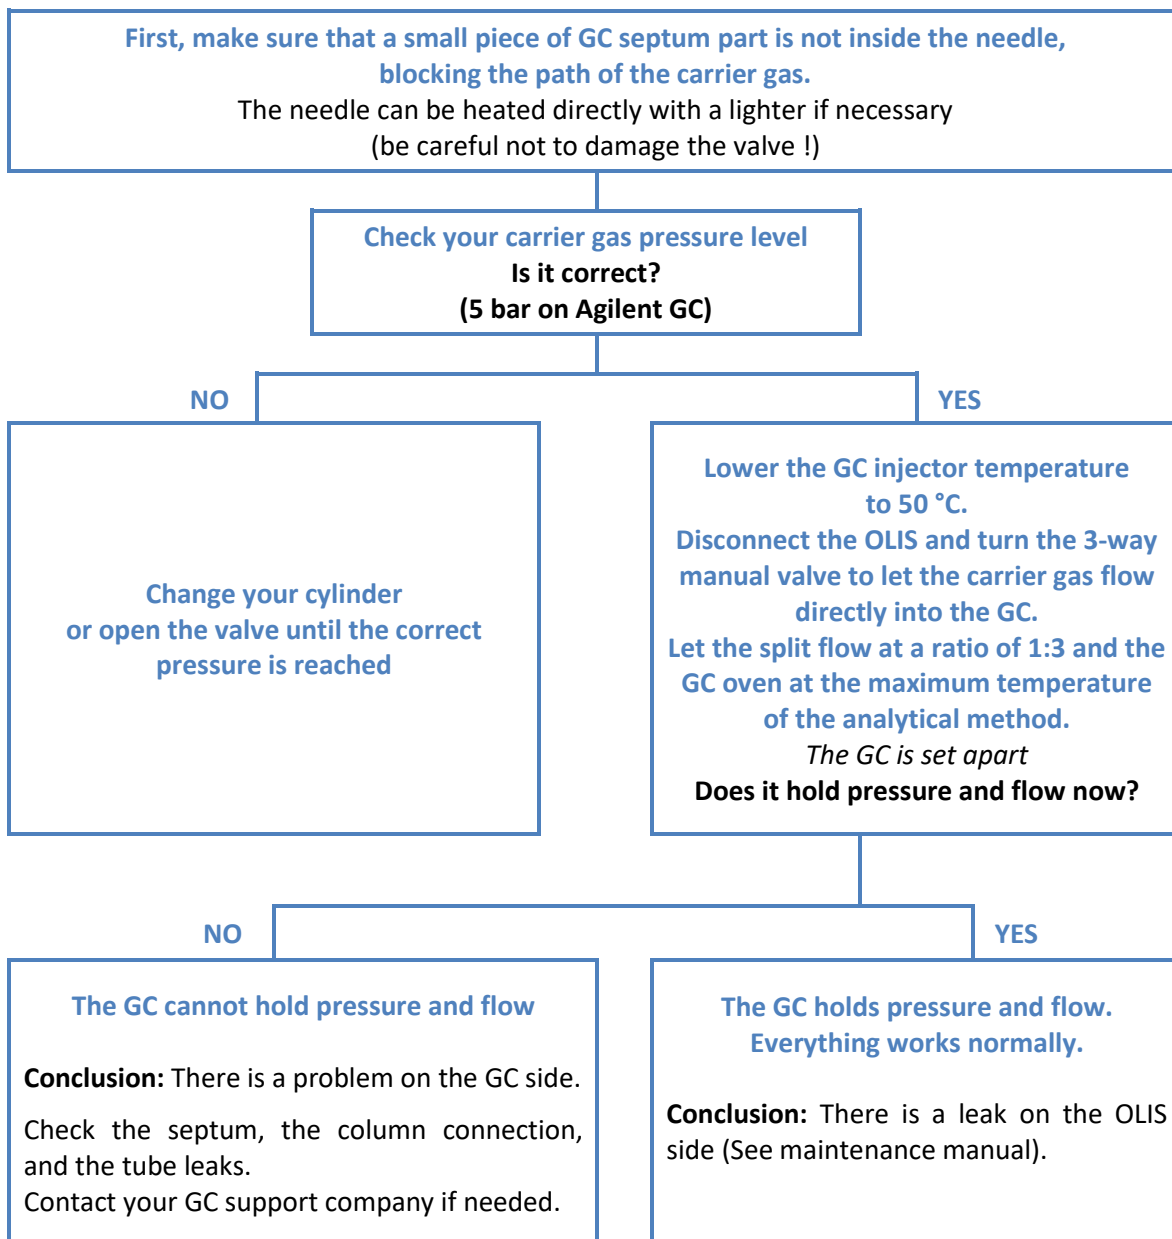 First, make sure that a small piece of GC septum part is not inside the needle,
blocking the path of the carrier gas.
The needle can be heated directly with a lighter if necessary
(be careful not to damage the valve !)
Check your carrier gas pressure level
Is it correct?
(5 bar on Agilent GC)
NO
YES
Change your cylinder
or open the valve until the correct
pressure is reached
Lower the GC injector temperature
to 50 °C.
Disconnect the OLIS and turn the 3-way
manual valve to let the carrier gas flow
directly into the GC.
Let the split flow at a ratio of 1:3 and the
GC oven at the maximum temperature
of the analytical method.
The GC is set apart
Does it hold pressure and flow now?
NO
YES
The GC cannot hold pressure and flow
Conclusion: There is a problem on the GC side.
Check the septum, the column connection,
and the tube leaks.
Contact your GC support company if needed.
The GC holds pressure and flow.
Everything works normally.
Conclusion: There is a leak on the OLIS
side (See maintenance manual).